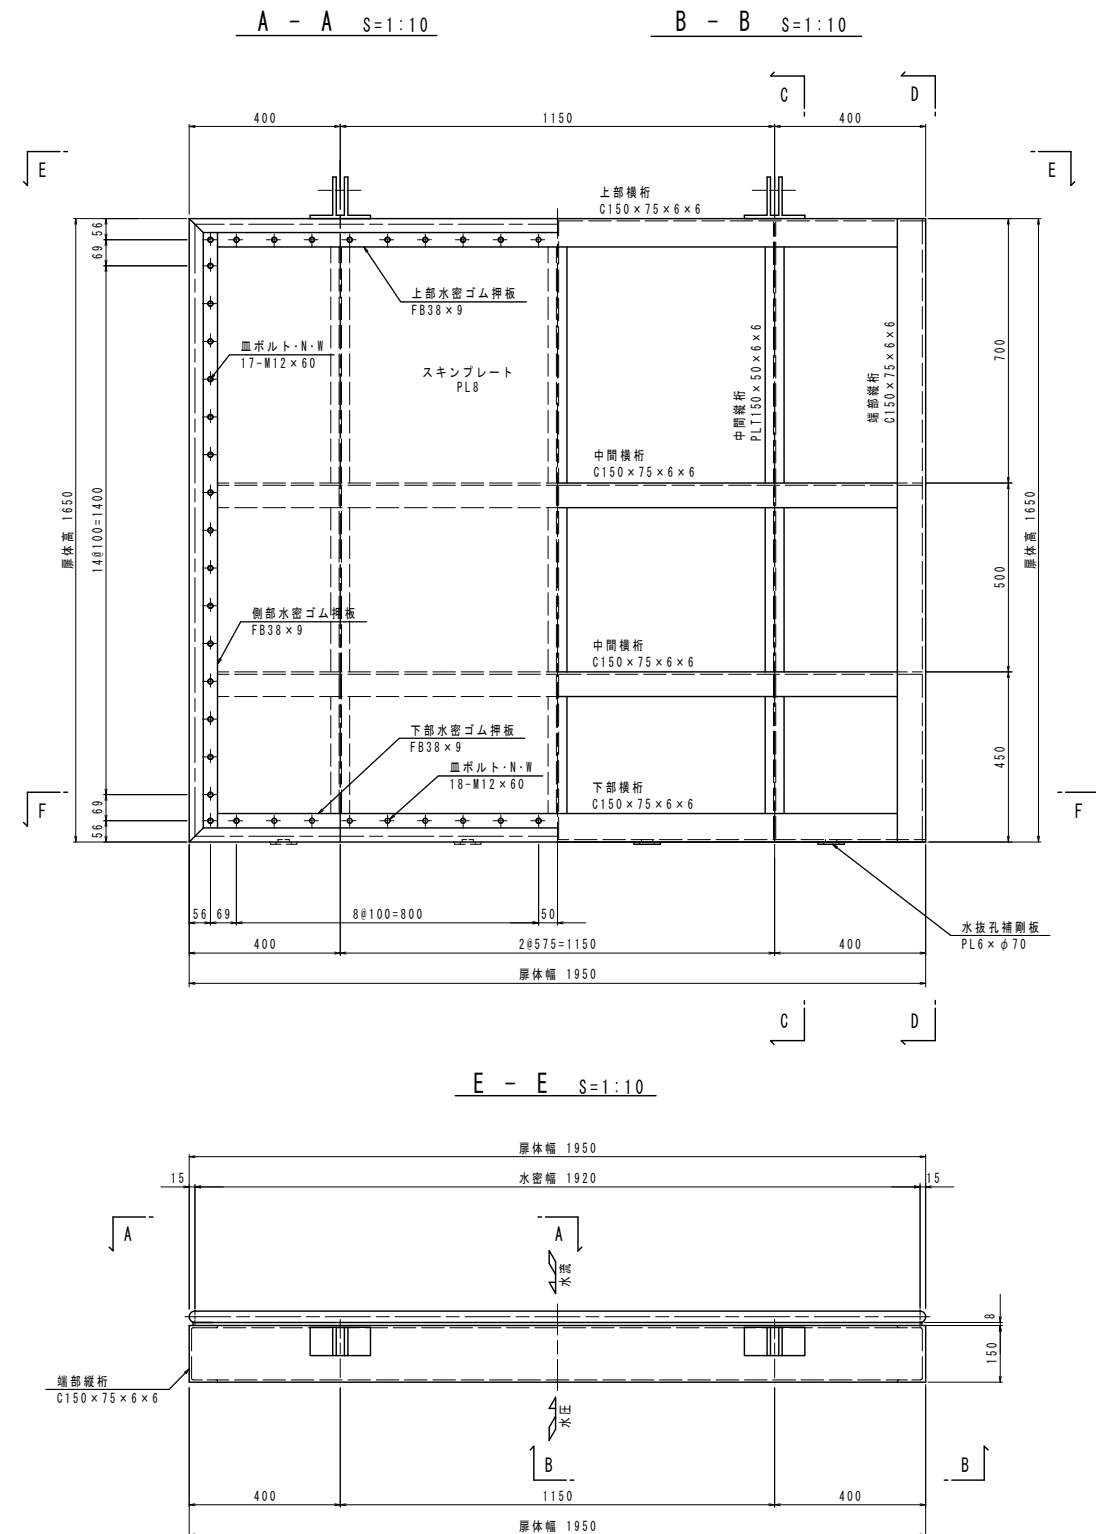 A - A S=1:10
B - B S=1:10
C
D
400
1150
400
E
E
上部横桁
C150×75×6×6
56
69
上部水密ゴム押板
FB38×9
皿ボルト・N・W
17-M12×60
スキンプレート
PL8
中間縦桁
PLT150×50×6×6
端部縦桁
C150×75×6×6
700
中間横桁
C150×75×6×6
扉体高 1650
14@100=1400
扉体高 1650
500
側部水密ゴム押板
FB38×9
中間横桁
C150×75×6×6
下部水密ゴム押板
FB38×9
皿ボルト・N・W
18-M12×60
450
下部横桁
C150×75×6×6
F
F
69
56
56
69
8@100=800
50
水抜孔補剛板
PL6×φ70
400
2@575=1150
400
扉体幅 1950
C
D
E - E S=1:10
扉体幅 1950
15
水密幅 1920
15
A
A
水流
8
150
端部縦桁
C150×75×6×6
水圧
B
B
400
1150
400
扉体幅 1950